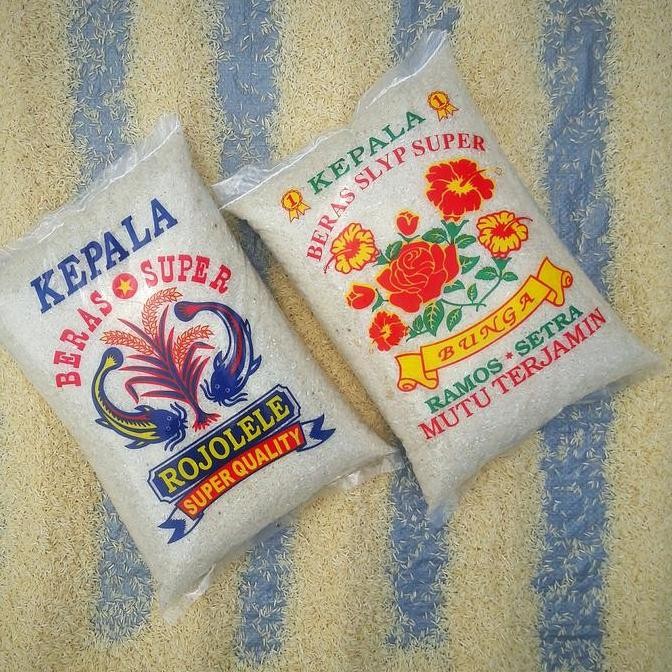 KEPALA
BERAS SUPER
ROJOLELE
SUPER QUALITY
1 KEPALA 1
BERAS SLYP SUPER
BUNGA
RAMOS * SETRA
MUTU TERJAMIN